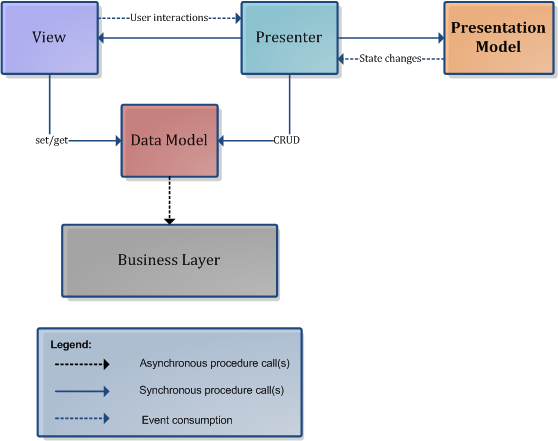 View
User interactions
Presenter
Presentation
Model
State changes
set/get
Data Model
CRUD
Business Layer
Legend:
Asynchronous procedure call(s)
Synchronous procedure call(s)
Event consumption